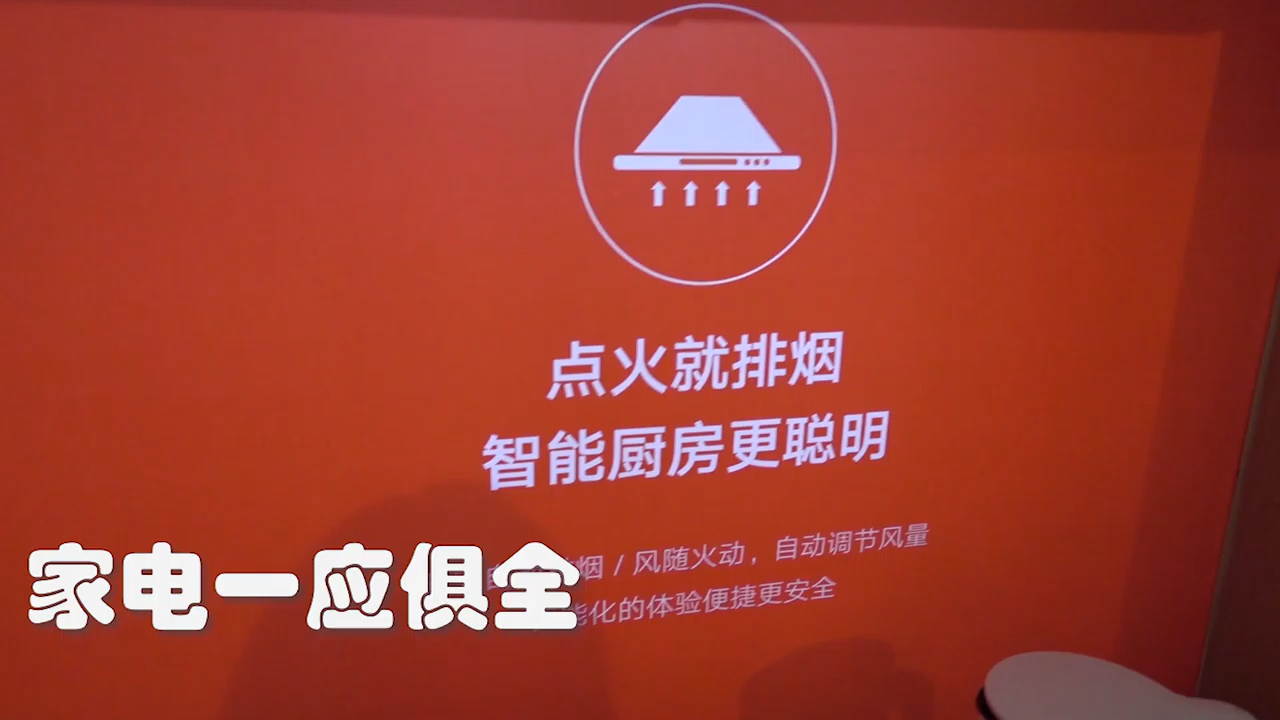 点火就排烟
智能厨房更聪明
烟 / 风随火动，自动调节风量
能化的体验便捷更安全
家电一应俱全